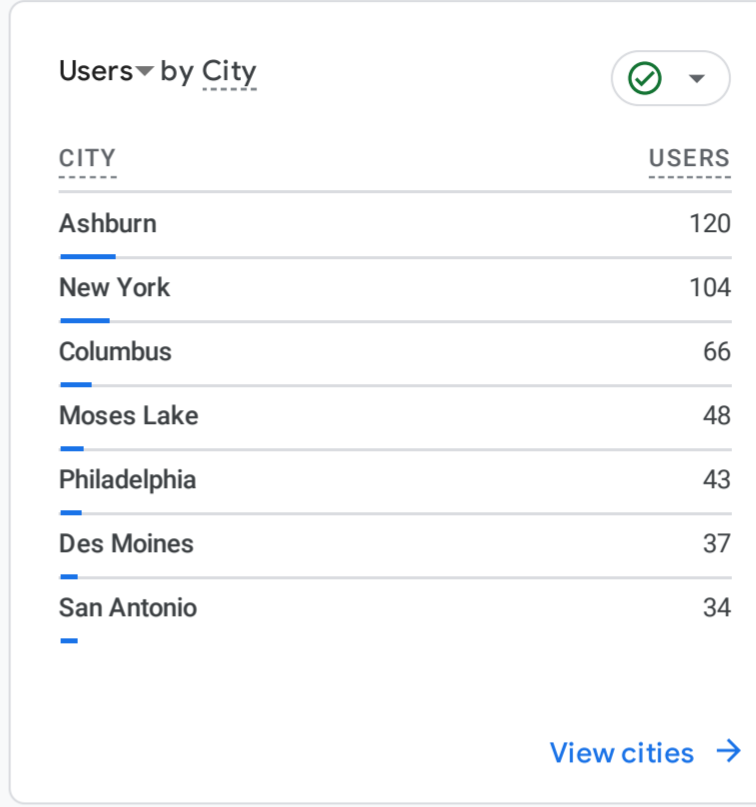 Users by City
CITY USERS
Ashburn 120
New York 104
Columbus 66
Moses Lake 48
Philadelphia 43
Des Moines 37
San Antonio 34
View cities